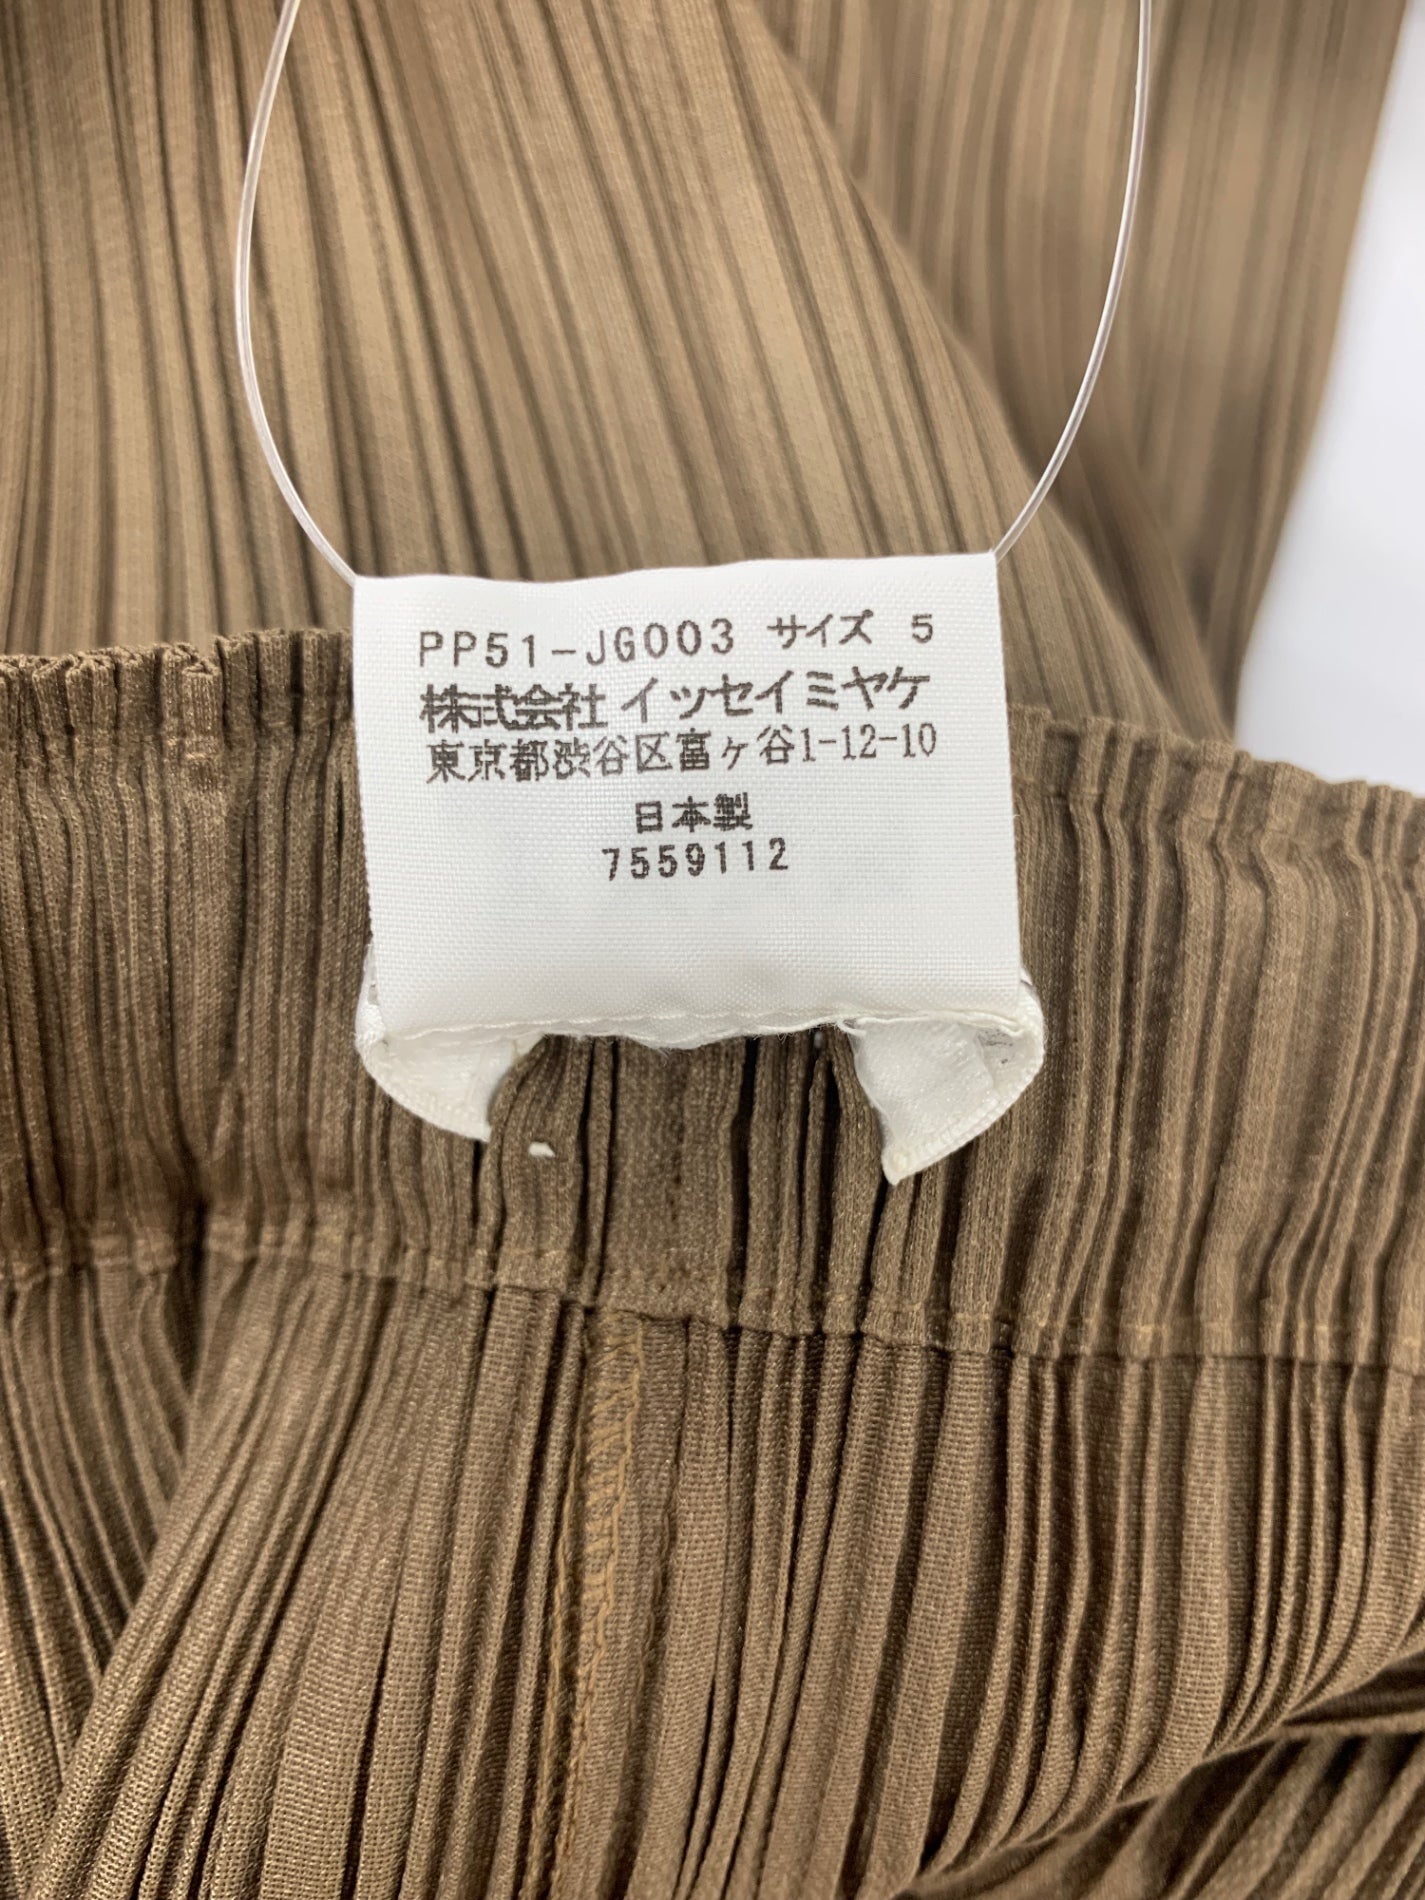 PP51-JG003 サイズ 5
株式会社 イッセイミヤケ
東京都渋谷区富ヶ谷1-12-10
日本製
7559112